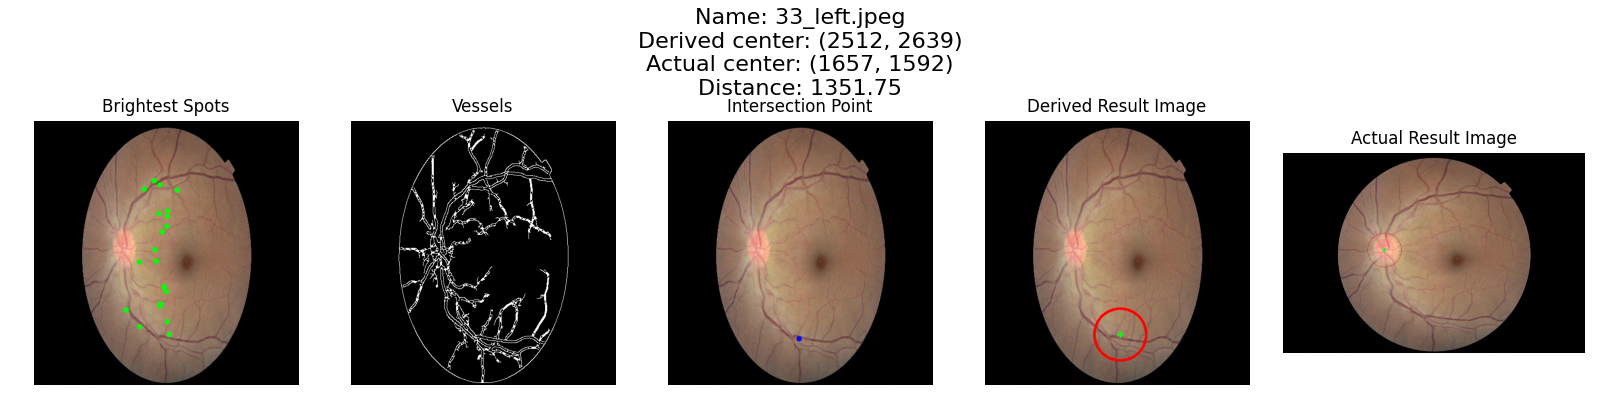 Name: 33_left.jpeg
Derived center: (2512, 2639)
Actual center: (1657, 1592)
Distance: 1351.75
Brightest Spots
Vessels
Intersection Point
Derived Result Image
Actual Result Image